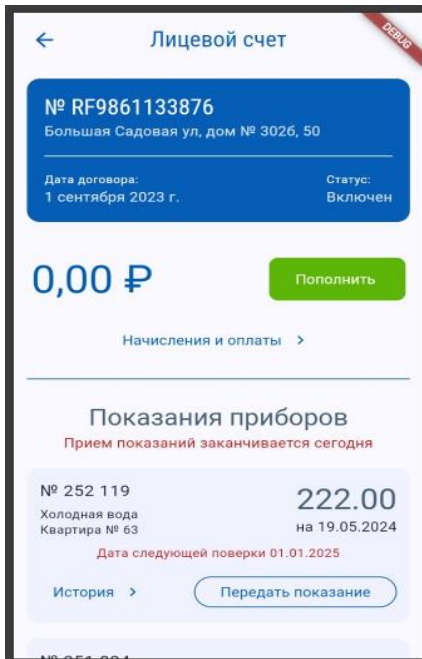 Лицевой счет
DEBUG
№ RF9861133876
Большая Садовая ул, дом № 302б, 50
Дата договора:
1 сентября 2023 г.
Статус:
Включен
0,00 ₽
Пополнить
Начисления и оплаты >
Показания приборов
Прием показаний заканчивается сегодня
№ 252 119
Холодная вода
Квартира № 63
222.00
на 19.05.2024
Дата следующей поверки 01.01.2025
История >
Передать показание